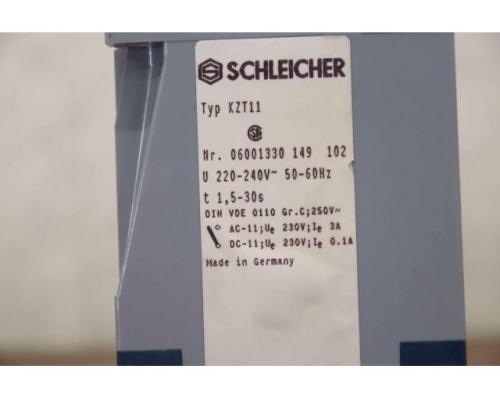 SCHLEICHER
Typ KZT11
Nr. 06001330 149 102
U 220-240V~ 50-60Hz
t 1,5-30s
DIN VDE 0110 Gr.C;250V~
AC-11;Ue 230V;Ie 3A
DC-11;Ue 230V;Ie 0.1A
Made in Germany